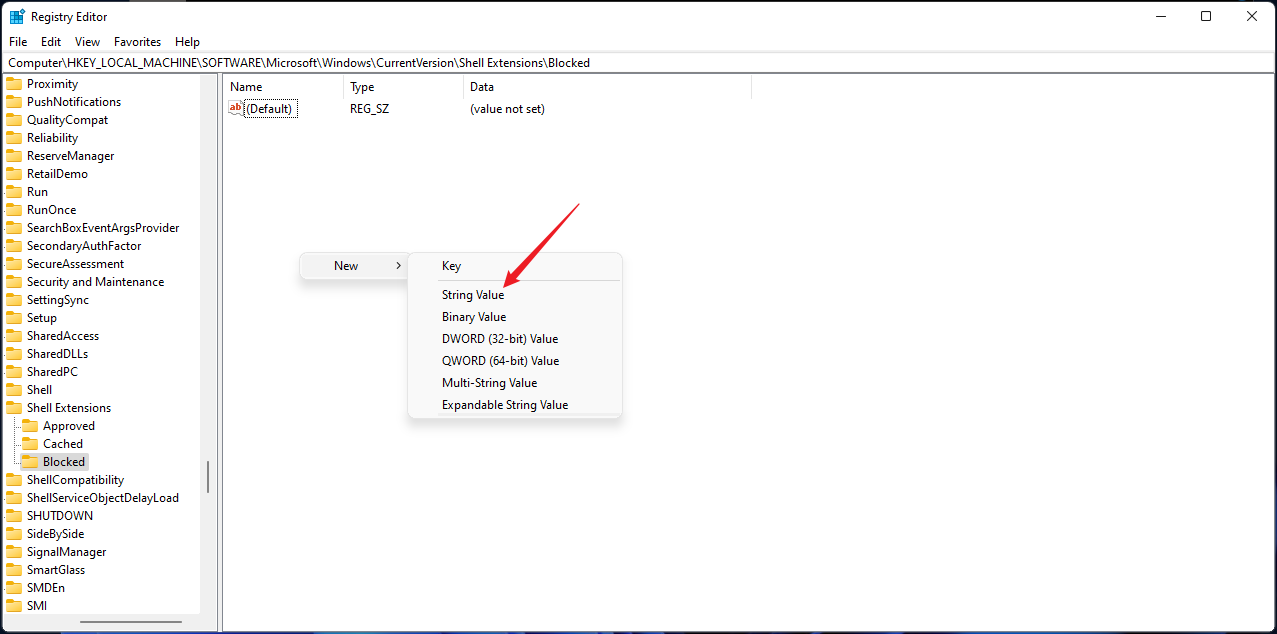 Registry Editor
File Edit View Favorites Help
Computer\HKEY_LOCAL_MACHINE\SOFTWARE\Microsoft\Windows\CurrentVersion\Shell Extensions\Blocked
Proximity
PushNotifications
QualityCompat
Reliability
ReserveManager
RetailDemo
Run
RunOnce
SearchBoxEventArgsProvider
SecondaryAuthFactor
SecureAssessment
Security and Maintenance
SettingSync
Setup
SharedAccess
SharedDLLs
SharedPC
Shell
Shell Extensions
Approved
Cached
Blocked
ShellCompatibility
ShellServiceObjectDelayLoad
SHUTDOWN
SideBySide
SignalManager
SmartGlass
SMDEn
SMI
Name Type Data
ab (Default) REG_SZ (value not set)
New
Key
String Value
Binary Value
DWORD (32-bit) Value
QWORD (64-bit) Value
Multi-String Value
Expandable String Value